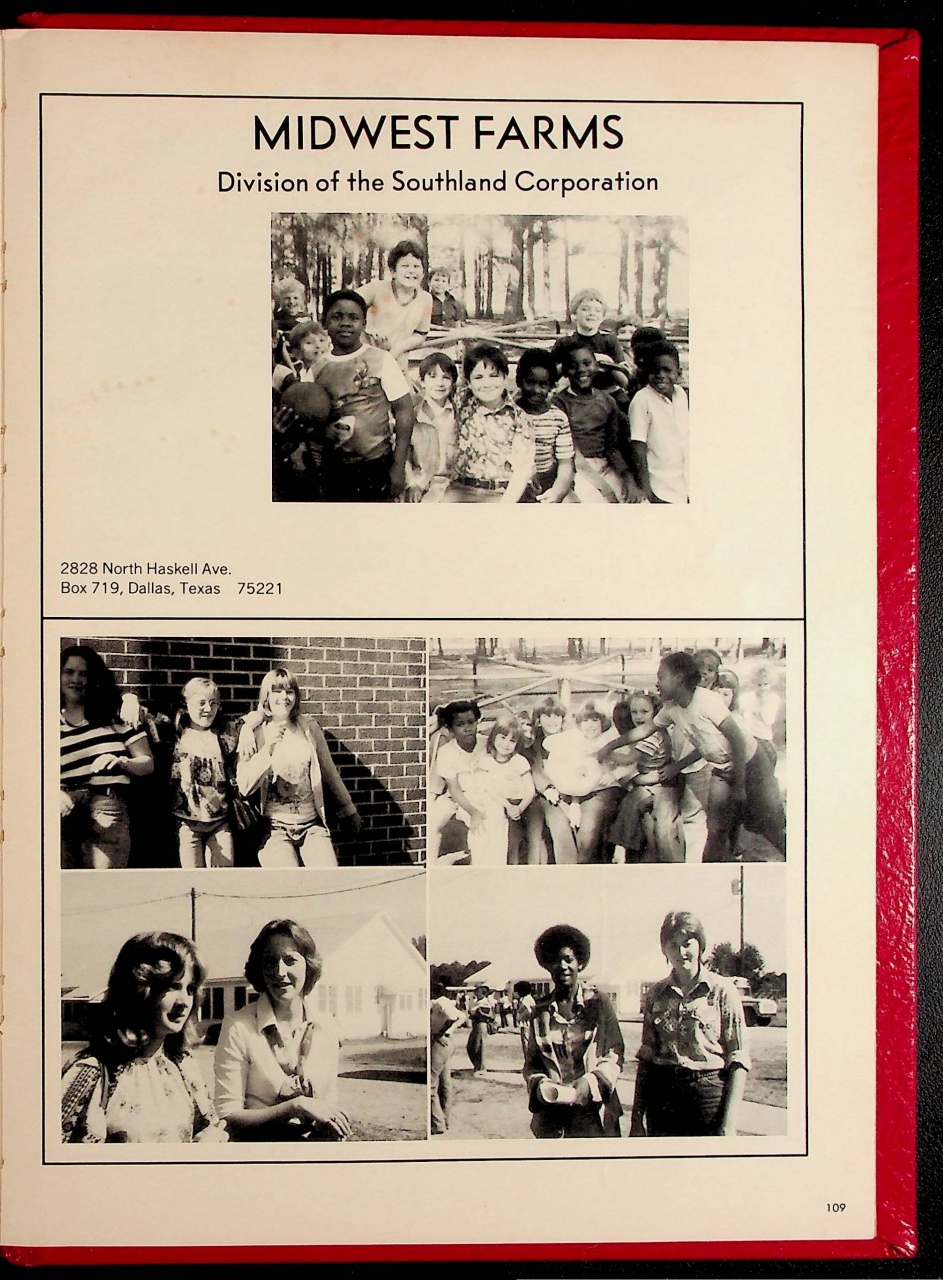 MIDWEST FARMS
Division of the Southland Corporation
2828 North Haskell Ave.
Box 719, Dallas, Texas 75221
109